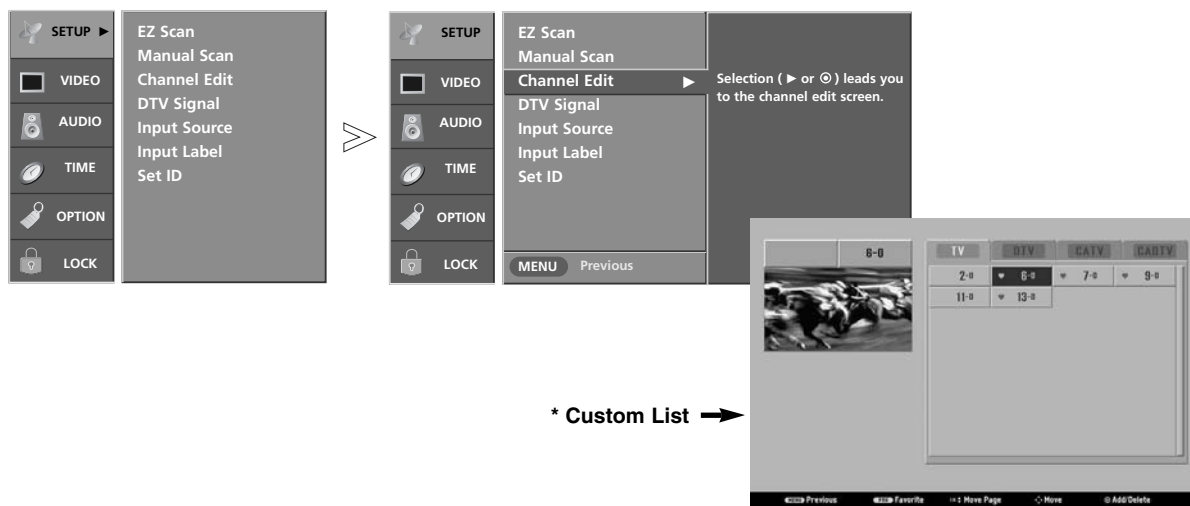 SETUP ►
VIDEO
AUDIO
TIME
OPTION
LOCK
EZ Scan
Manual Scan
Channel Edit
DTV Signal
Input Source
Input Label
Set ID
SETUP
VIDEO
AUDIO
TIME
OPTION
LOCK
EZ Scan
Manual Scan
Channel Edit ►
DTV Signal
Input Source
Input Label
Set ID
MENU Previous
Selection ( ► or ⊙ ) leads you
to the channel edit screen.
* Custom List
6-0
TV DTV CATV CADTV
2-0 ♥ 6-0 ♥ 7-0 ♥ 9-0
11-0 ♥ 13-0
MENU Previous Favorite Move Page Move Add/Delete